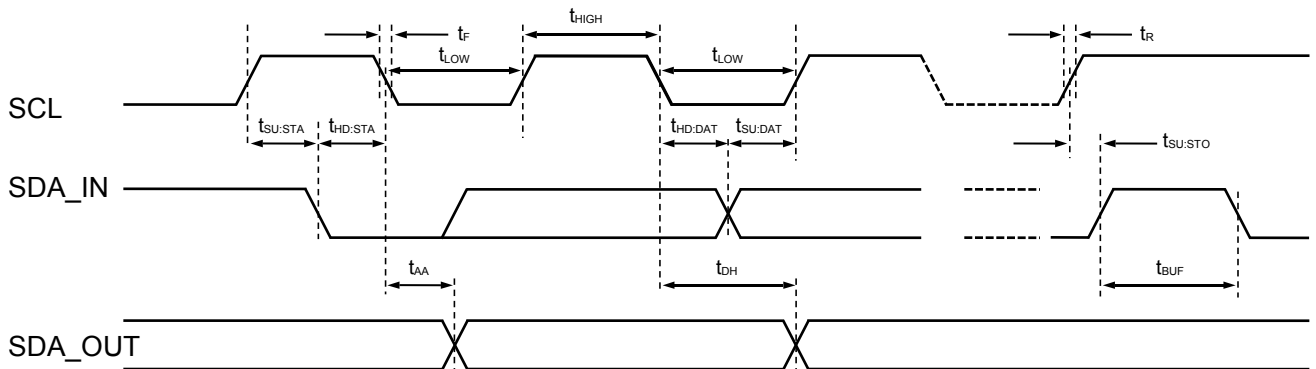 tHIGH
tF
tR
tLOW
tLOW
SCL
tSU:STA
tHD:STA
tHD:DAT
tSU:DAT
tSU:STO
SDA_IN
tAA
tDH
tBUF
SDA_OUT